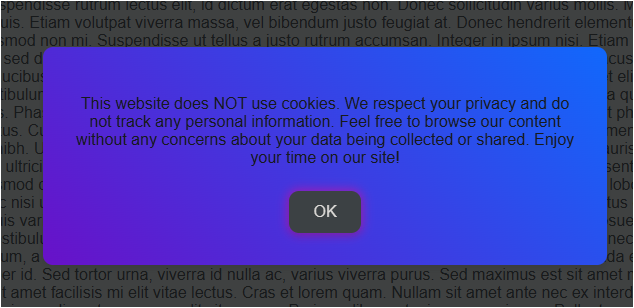 spendisse rutrum lectus elit, id dictum erat egestas non. Donec sollicitudin varius mollis. M
uis. Etiam volutpat viverra massa, vel bibendum justo feugiat at. Donec hendrerit element
smod non mi. Suspendisse ut tellus a justo rutrum accumsan. Integer in ipsum nisi. Etiam
This website does NOT use cookies. We respect your privacy and do
not track any personal information. Feel free to browse our content
without any concerns about your data being collected or shared. Enjoy
your time on our site!
OK
er id. Sed tortor urna, viverra id nulla ac, varius viverra purus. Sed maximus est sit amet r
t amet facilisis mi elit vitae lectus. Cras et lorem quam. Nullam sit amet ante nec ex interd